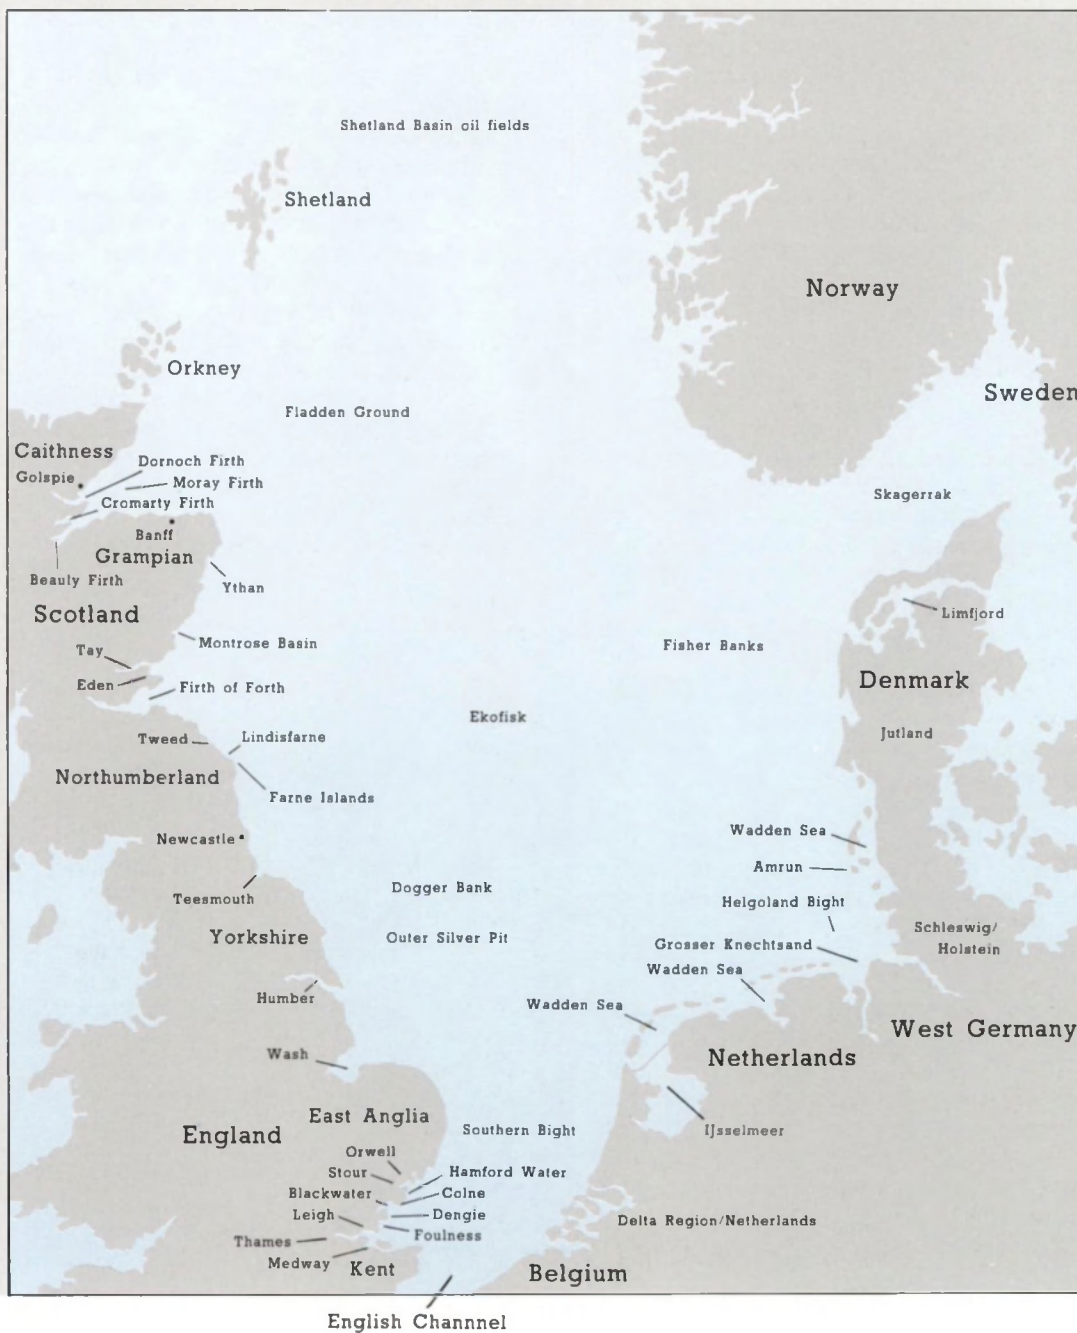 Shetland Basin oil fields
Shetland
Norway
Orkney
Sweden
Fladden Ground
Caithness
Dornoch Firth
Golspie
Moray Firth
Skagerrak
Cromarty Firth
Banff
Grampian
Beauly Firth
Ythan
Scotland
Limfjord
Montrose Basin
Fisher Banks
Tay
Eden
Firth of Forth
Denmark
Ekofisk
Jutland
Tweed
Lindisfarne
Northumberland
Farne Islands
Newcastle
Wadden Sea
Amrun
Dogger Bank
Teesmouth
Helgoland Bight
Yorkshire
Outer Silver Pit
Schleswig/
Holstein
Grosser Knechtsand
Wadden Sea
Humber
Wadden Sea
West Germany
Wash
Netherlands
East Anglia
England
Southern Bight
IJsselmeer
Orwell
Stour
Hamford Water
Blackwater
Colne
Leigh
Dengie
Delta Region/Netherlands
Foulness
Thames
Medway
Kent
Belgium
English Channnel